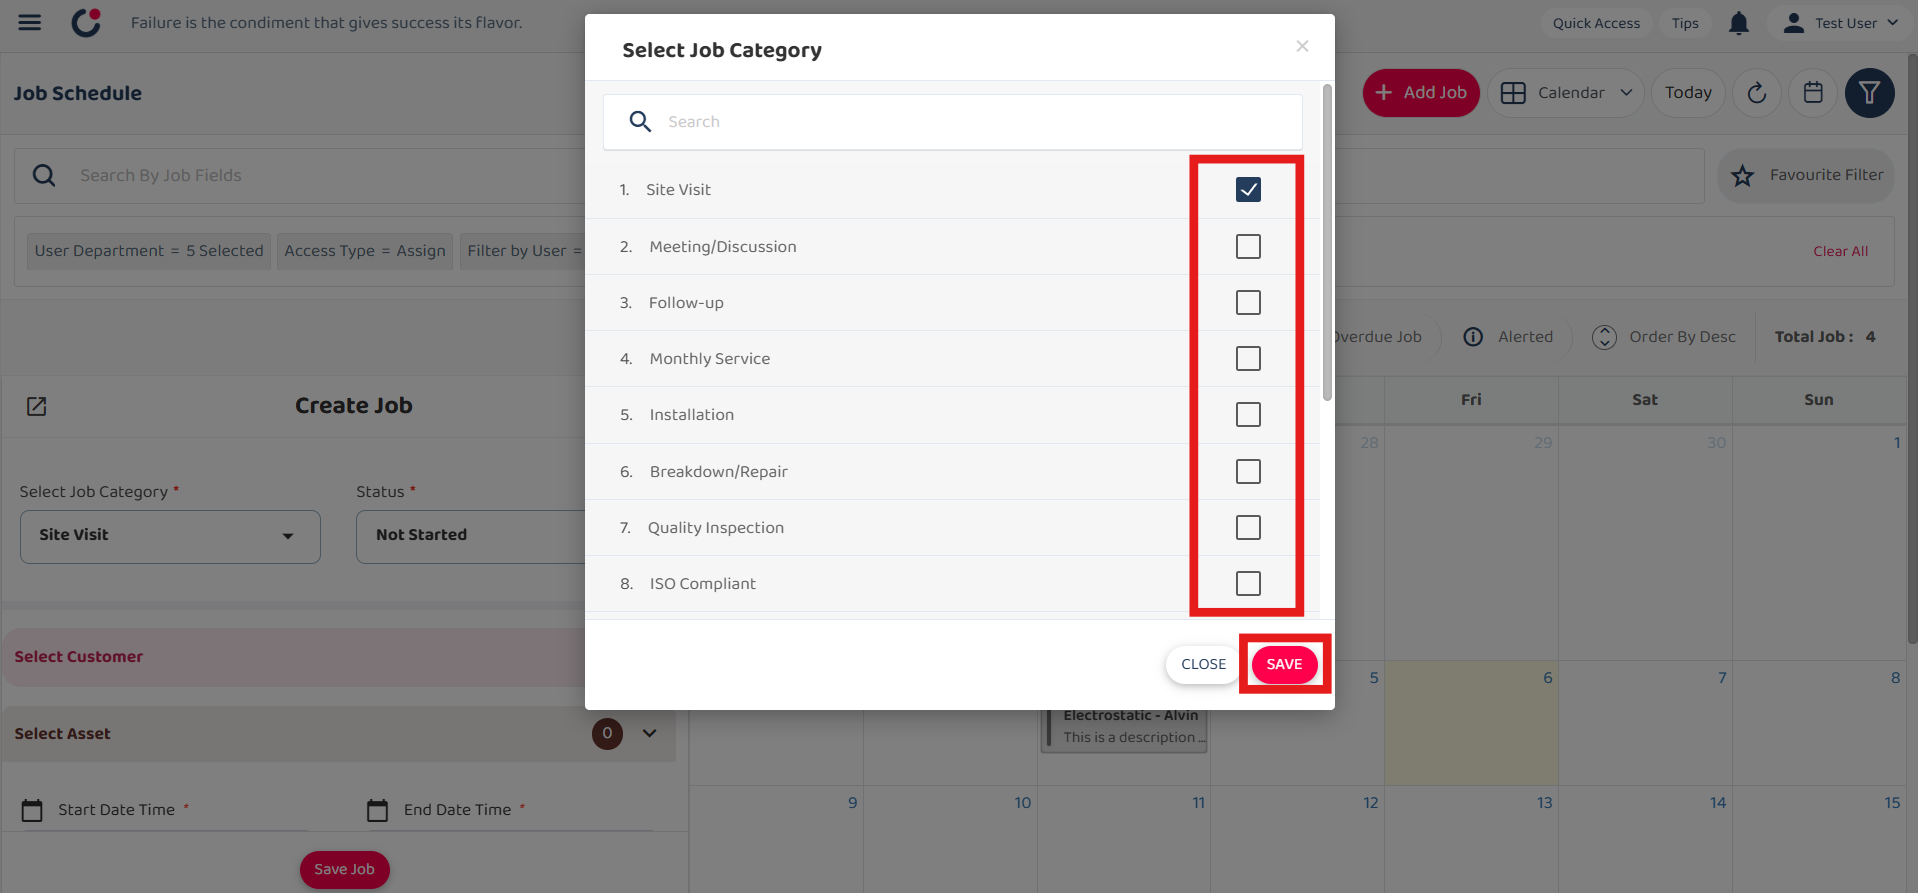 Failure is the condiment that gives success its flavor.
Quick Access
Tips
Test User
Job Schedule
Add Job
Calendar
Today
Search By Job Fields
Favourite Filter
User Department = 5 Selected
Access Type = Assign
Filter by User =
Clear All
Overdue Job
Alerted
Order By Desc
Total Job : 4
Create Job
Select Job Category *
Status *
Site Visit
Not Started
Select Customer
Select Asset
0
Start Date Time *
End Date Time *
Save Job
Select Job Category
×
Search
1. Site Visit
2. Meeting/Discussion
3. Follow-up
4. Monthly Service
5. Installation
6. Breakdown/Repair
7. Quality Inspection
8. ISO Compliant
CLOSE
SAVE
Fri Sat Sun
28 29 30 1
5 6 7 8
Electrostatic - Alvin
This is a description ...
9 10 11 12 13 14 15